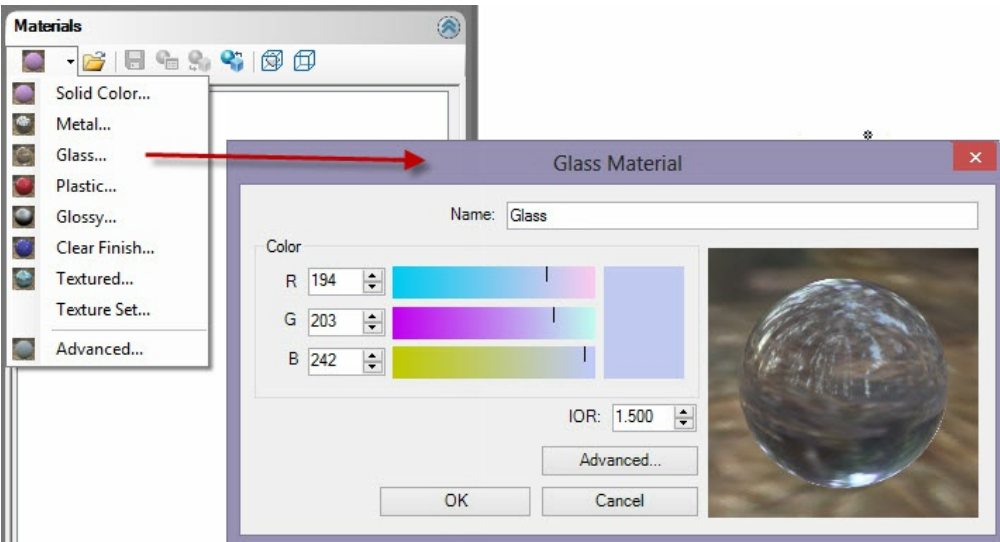 Materials
Solid Color...
Metal...
Glass...
Plastic...
Glossy...
Clear Finish...
Textured...
Texture Set...
Advanced...
Glass Material
Name: Glass
Color
R 194
G 203
B 242
IOR: 1.500
Advanced...
OK Cancel